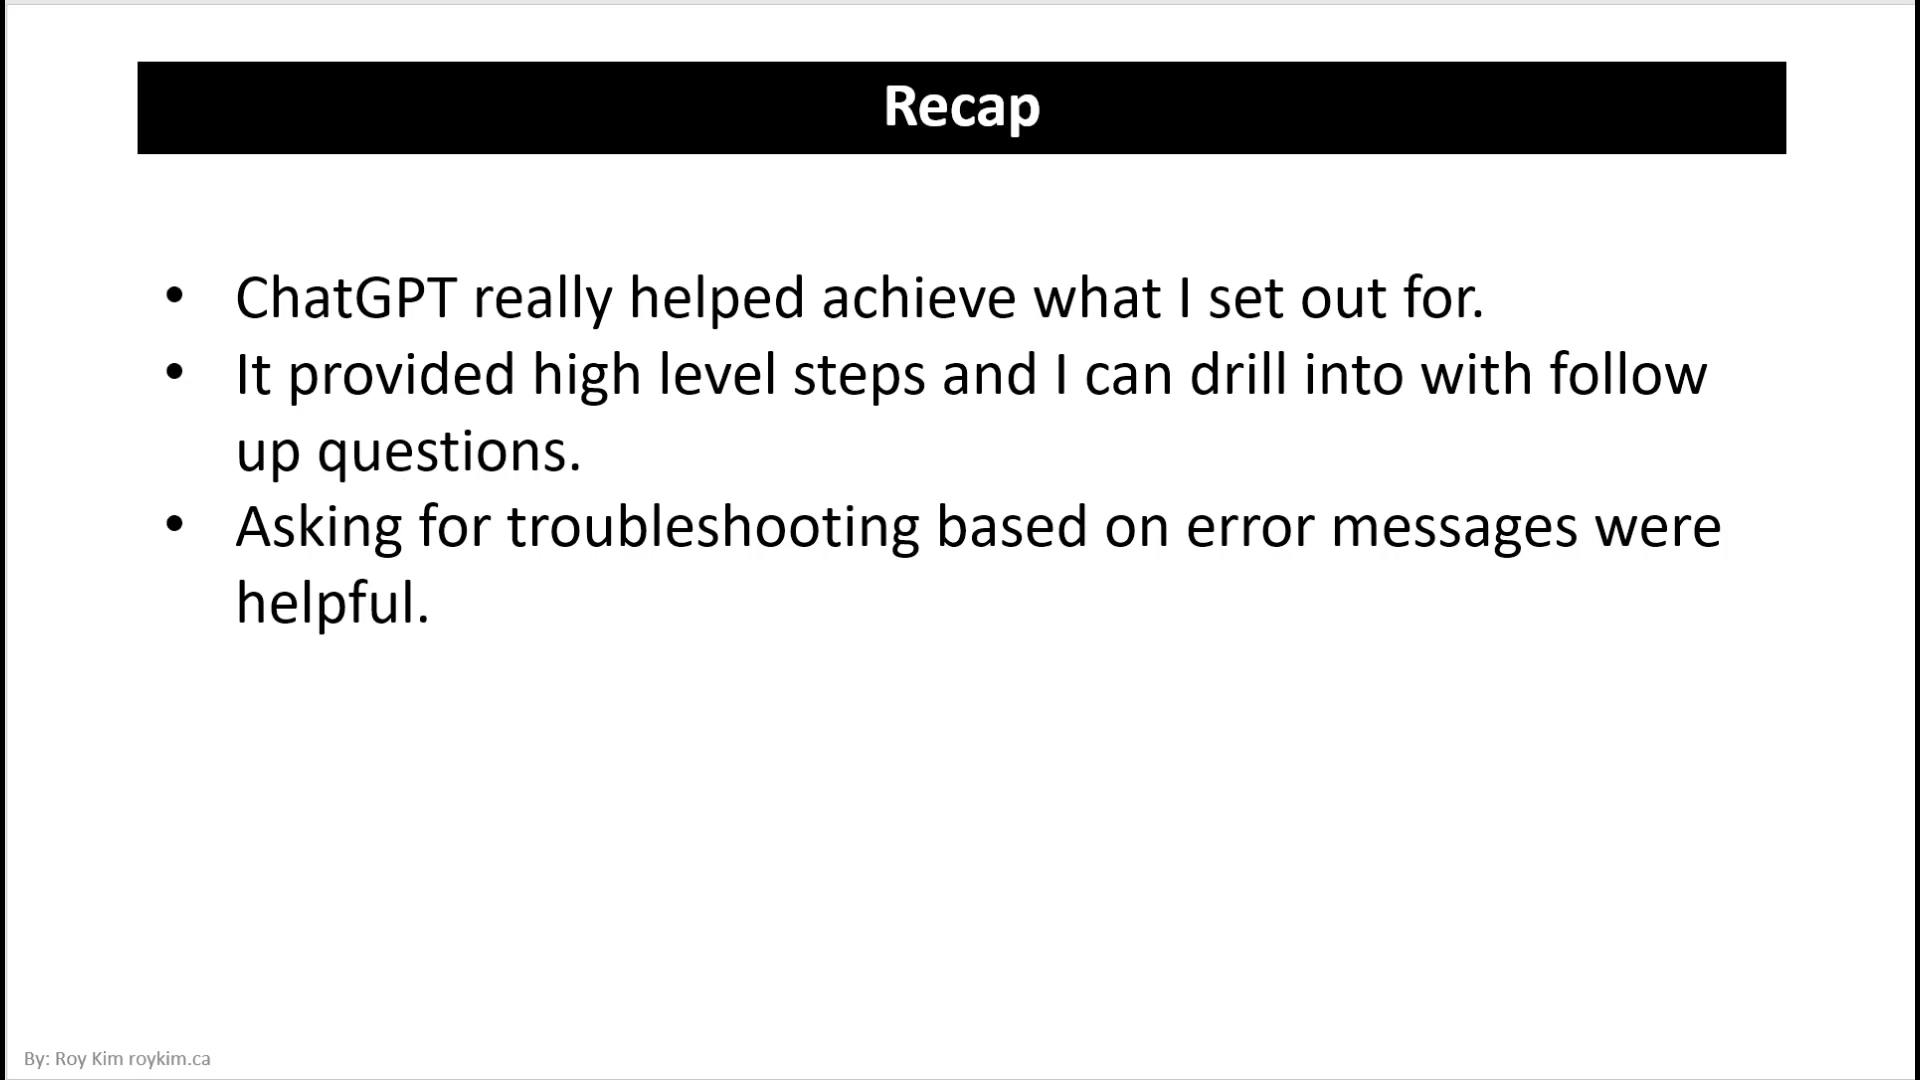 Recap
• ChatGPT really helped achieve what I set out for.
• It provided high level steps and I can drill into with follow
up questions.
• Asking for troubleshooting based on error messages were
helpful.
By: Roy Kim roykim.ca